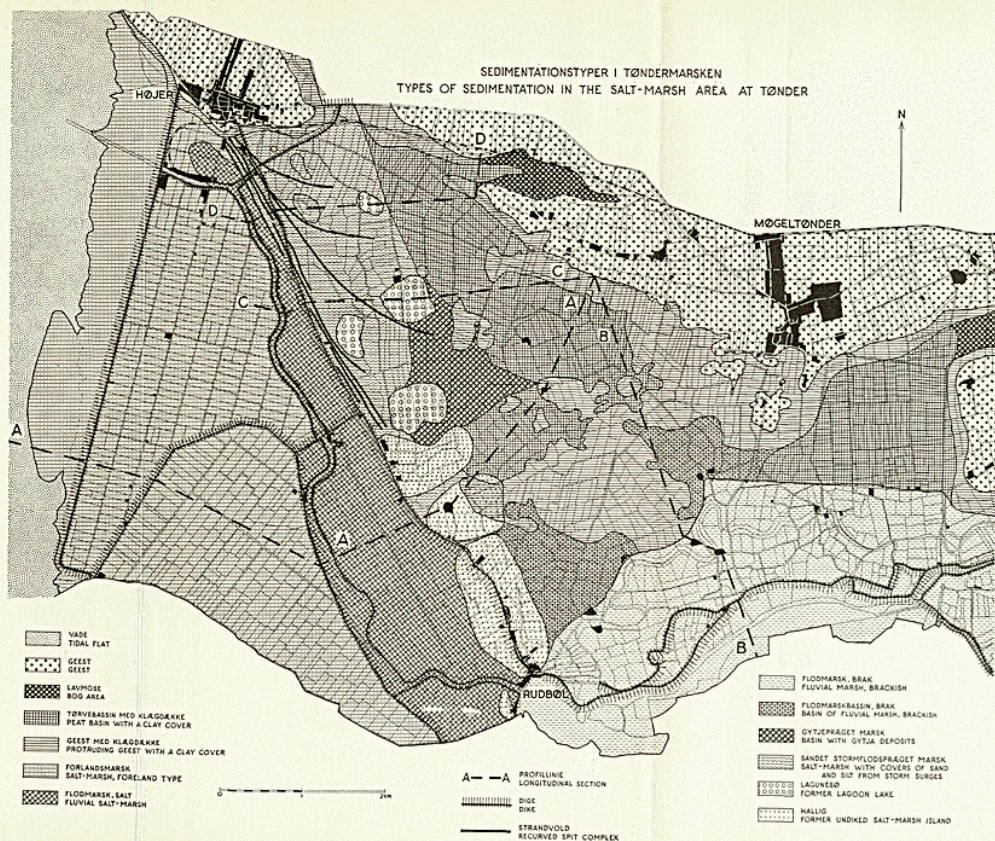 SEDIMENTATIONSTYPER I TØNDERMARSKEN
TYPES OF SEDIMENTATION IN THE SALT-MARSH AREA AT TØNDER
N
HØJER
D
MØGELTØNDER
D
C
C
A
B
A
A
B
RUDBØL
VADE
TIDAL FLAT
GEEST
GEEST
LAVMOSE
BOG AREA
TØRVEBASSIN MED KLÆGDÆKKE
PEAT BASIN WITH A CLAY COVER
GEEST MED KLÆGDÆKKE
PROTRUDING GEEST WITH A CLAY COVER
FORLANDSMARSK
SALT-MARSH, FORELAND TYPE
FLODMARSK, SALT
FLUVIAL SALT-MARSH
0 1 2km
A — — A PROFILLINIE
LONGITUDINAL SECTION
DIGE
DIKE
STRANDVOLD
RECURVED SPIT COMPLEX
FLODMARSK, BRAK
FLUVIAL MARSH, BRACKISH
FLODMARSKBASSIN, BRAK
BASIN OF FLUVIAL MARSH, BRACKISH
GYTJEPRÆGET MARSK
BASIN WITH GYTJA DEPOSITS
SANDET STORMFLODSPRÆGET MARSK
SALT-MARSH WITH COVERS OF SAND
AND SILT FROM STORM SURGES
LAGUNESØ
FORMER LAGOON LAKE
HALLIG
FORMER UNDIKED SALT-MARSH ISLAND